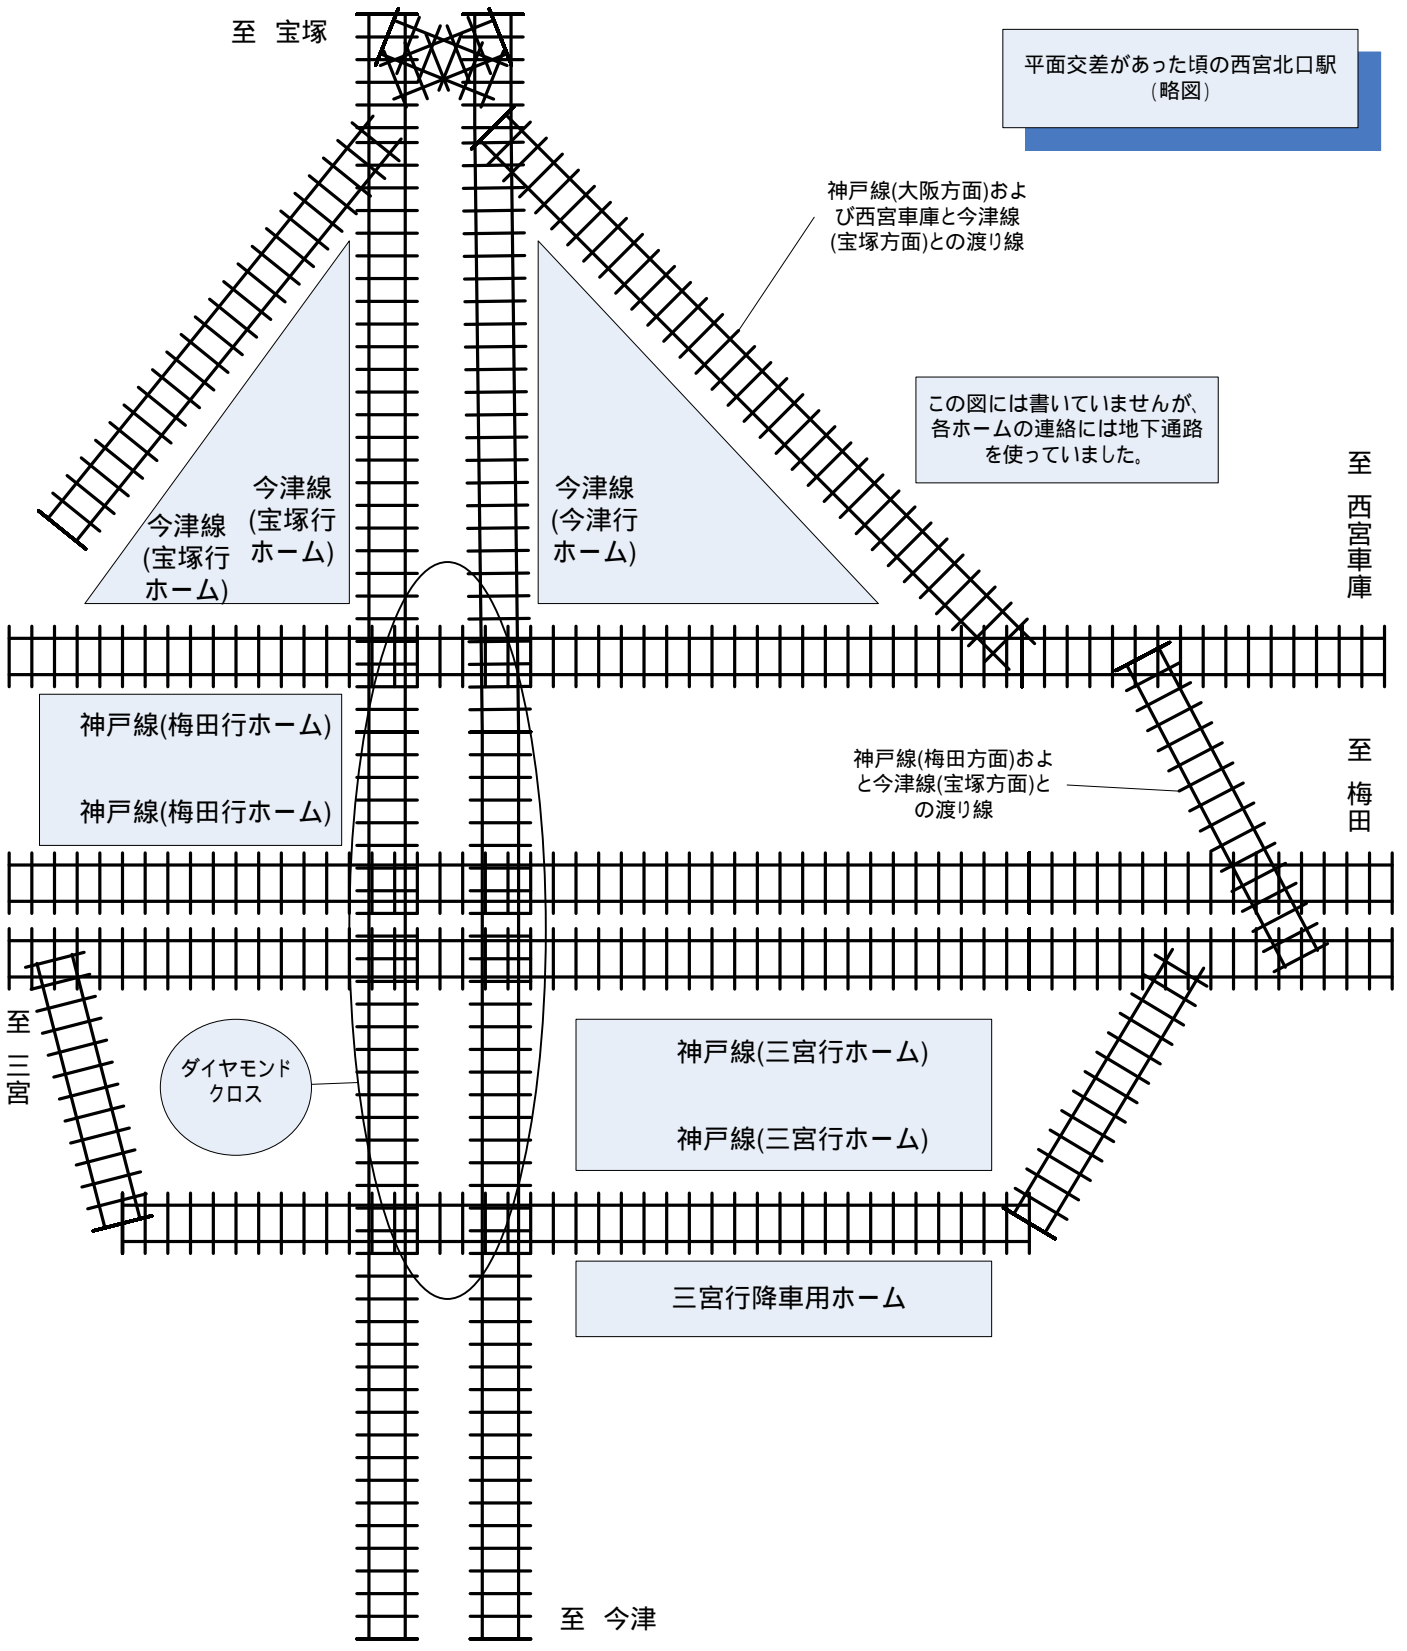 至 宝塚
平面交差があった頃の西宮北口駅
(略図)
神戸線(大阪方面)およ
び西宮車庫と今津線
(宝塚方面)との渡り線
この図には書いていませんが、
各ホームの連絡には地下通路
を使っていました。
至 西宮車庫
今津線
(宝塚行
ホーム)
今津線
(宝塚行
ホーム)
今津線
(今津行
ホーム)
神戸線(梅田行ホーム)
神戸線(梅田行ホーム)
神戸線(梅田方面)およ
と今津線(宝塚方面)と
の渡り線
至 梅田
至 三宮
ダイヤモンド
クロス
神戸線(三宮行ホーム)
神戸線(三宮行ホーム)
三宮行降車用ホーム
至 今津